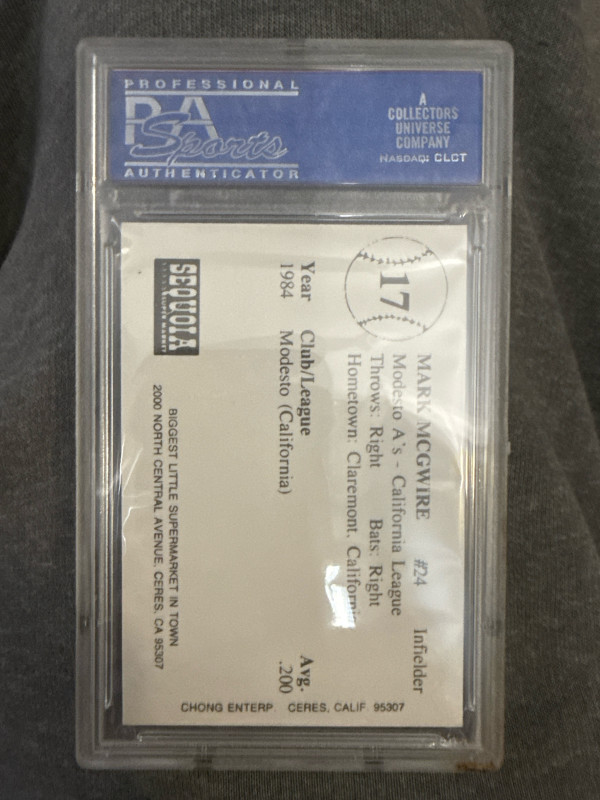 PROFESSIONAL
PSA
Sports
AUTHENTICATOR
A
COLLECTORS
UNIVERSE
COMPANY
NASDAQ: CLCT
17
MARK MCGWIRE #24 Infielder
Modesto A's - California League
Throws: Right Bats: Right
Hometown: Claremont, California
Year Club/League Avg.
1984 Modesto (California) .200
SEQUOIA
SUPER MARKET
BIGGEST LITTLE SUPERMARKET IN TOWN
2000 NORTH CENTRAL AVENUE, CERES, CA 95307
CHONG ENTERP. CERES, CALIF. 95307